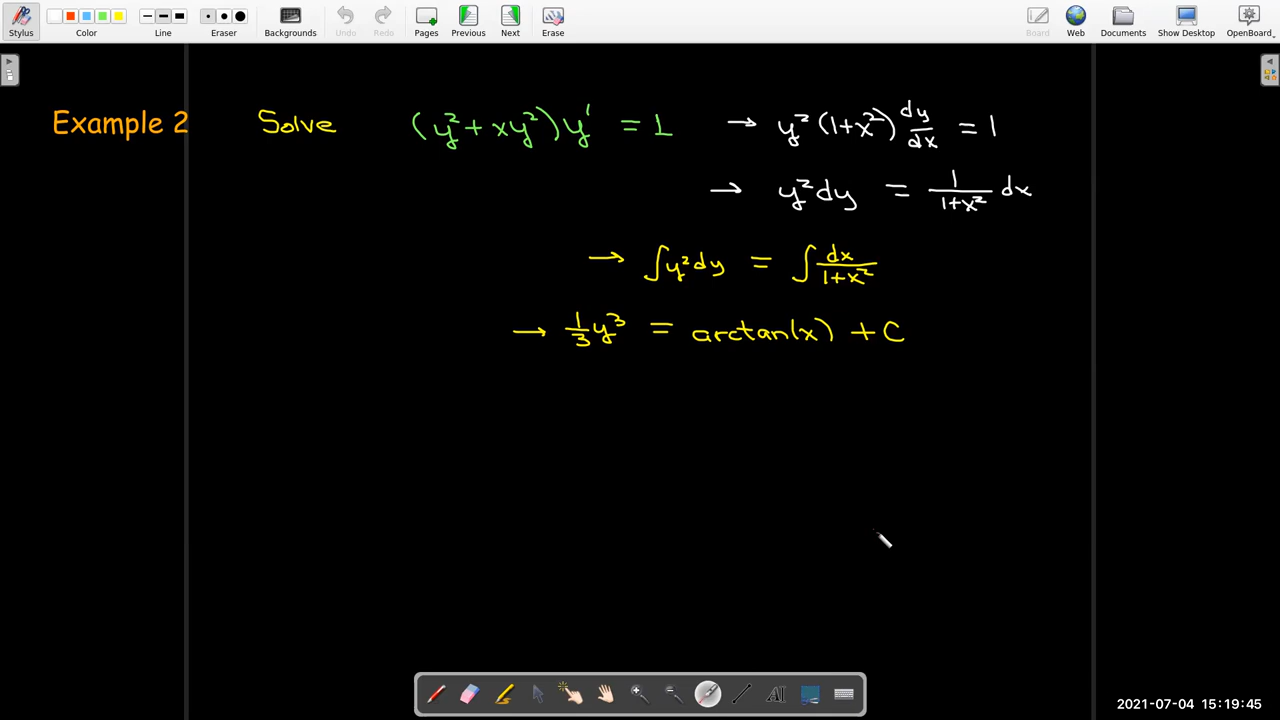 Stylus Color Line Eraser Backgrounds Undo Redo Pages Previous Next Erase Board Web Documents Show Desktop OpenBoard
Example 2 Solve (y² + xy²)y' = 1 → y²(1+x²) dy/dx = 1
→ y²dy = 1/(1+x²) dx
→ ∫y²dy = ∫dx/(1+x²)
→ 1/3 y³ = arctan(x) + C
2021-07-04 15:19:45